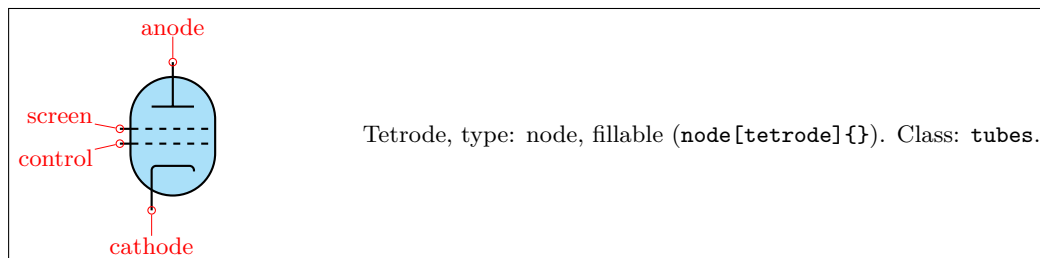 anode
screen
control
cathode
Tetrode, type: node, fillable (node[tetrode]{}). Class: tubes.